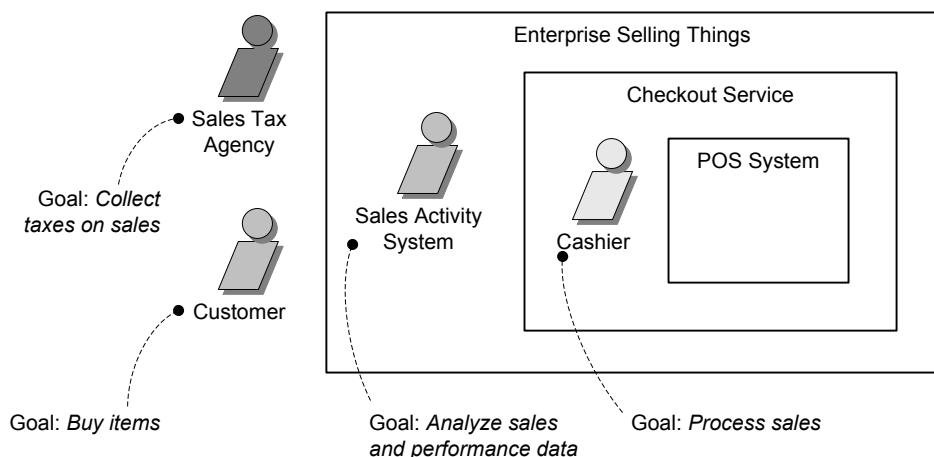 Enterprise Selling Things
Checkout Service
POS System
Sales Tax
Agency
Goal: Collect
taxes on sales
Sales Activity
System
Cashier
Customer
Goal: Buy items
Goal: Analyze sales
and performance data
Goal: Process sales